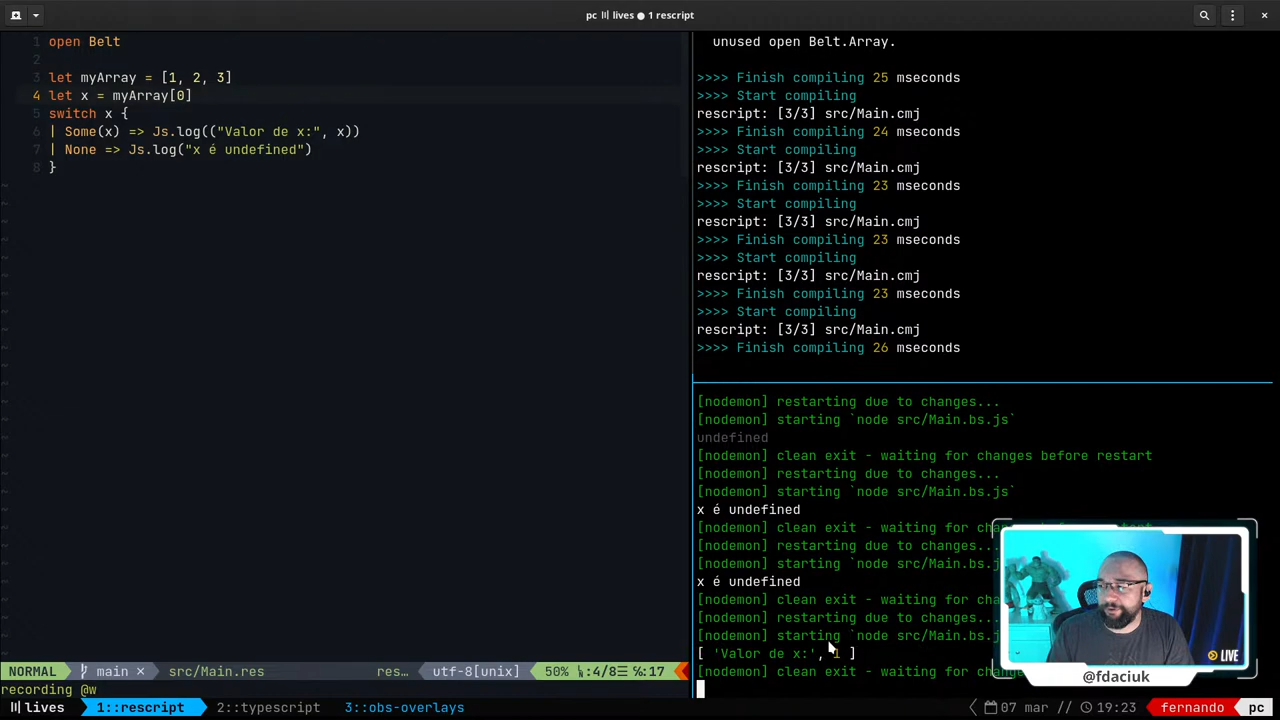 pc lives ● 1 rescript
1 open Belt
2
3 let myArray = [1, 2, 3]
4 let x = myArray[0]
5 switch x {
6 | Some(x) => Js.log(("Valor de x:", x))
7 | None => Js.log("x é undefined")
8 }
NORMAL main × src/Main.res res… utf-8[unix] 50% :4/8 :17
recording @w
unused open Belt.Array.
>>>> Finish compiling 25 mseconds
>>>> Start compiling
rescript: [3/3] src/Main.cmj
>>>> Finish compiling 24 mseconds
>>>> Start compiling
rescript: [3/3] src/Main.cmj
>>>> Finish compiling 23 mseconds
>>>> Start compiling
rescript: [3/3] src/Main.cmj
>>>> Finish compiling 23 mseconds
>>>> Start compiling
rescript: [3/3] src/Main.cmj
>>>> Finish compiling 23 mseconds
>>>> Start compiling
rescript: [3/3] src/Main.cmj
>>>> Finish compiling 26 mseconds
[nodemon] restarting due to changes...
[nodemon] starting `node src/Main.bs.js`
undefined
[nodemon] clean exit - waiting for changes before restart
[nodemon] restarting due to changes...
[nodemon] starting `node src/Main.bs.js`
x é undefined
[nodemon] clean exit - waiting for
[nodemon] restarting due to changes...
[nodemon] starting `node src/Main.bs.js
x é undefined
[nodemon] clean exit - waiting for
[nodemon] restarting due to changes...
[nodemon] starting `node src/Main.bs.js
[ 'Valor de x:', 1 ]
[nodemon] clean exit - waiting for
LIVE
@fdaciuk
lives 1::rescript 2::typescript 3::obs-overlays 07 mar // 19:23 fernando pc